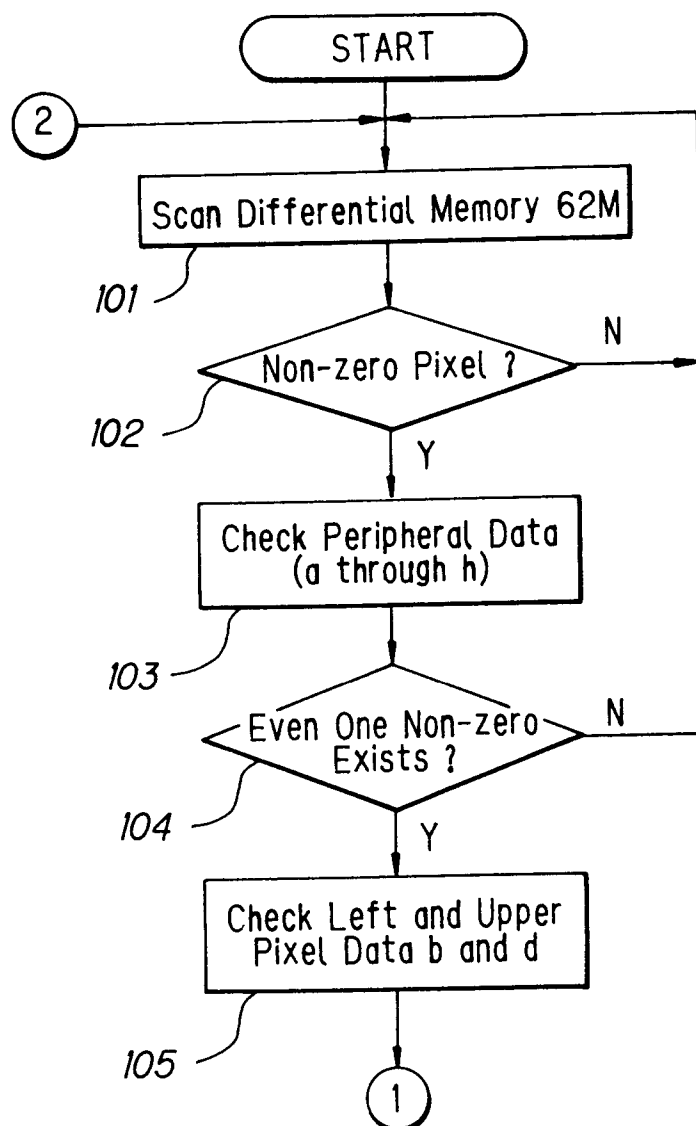 START
2
Scan Differential Memory 62M
101
Non-zero Pixel ?
N
102
Y
Check Peripheral Data
(a through h)
103
Even One Non-zero
Exists ?
N
104
Y
Check Left and Upper
Pixel Data b and d
105
1